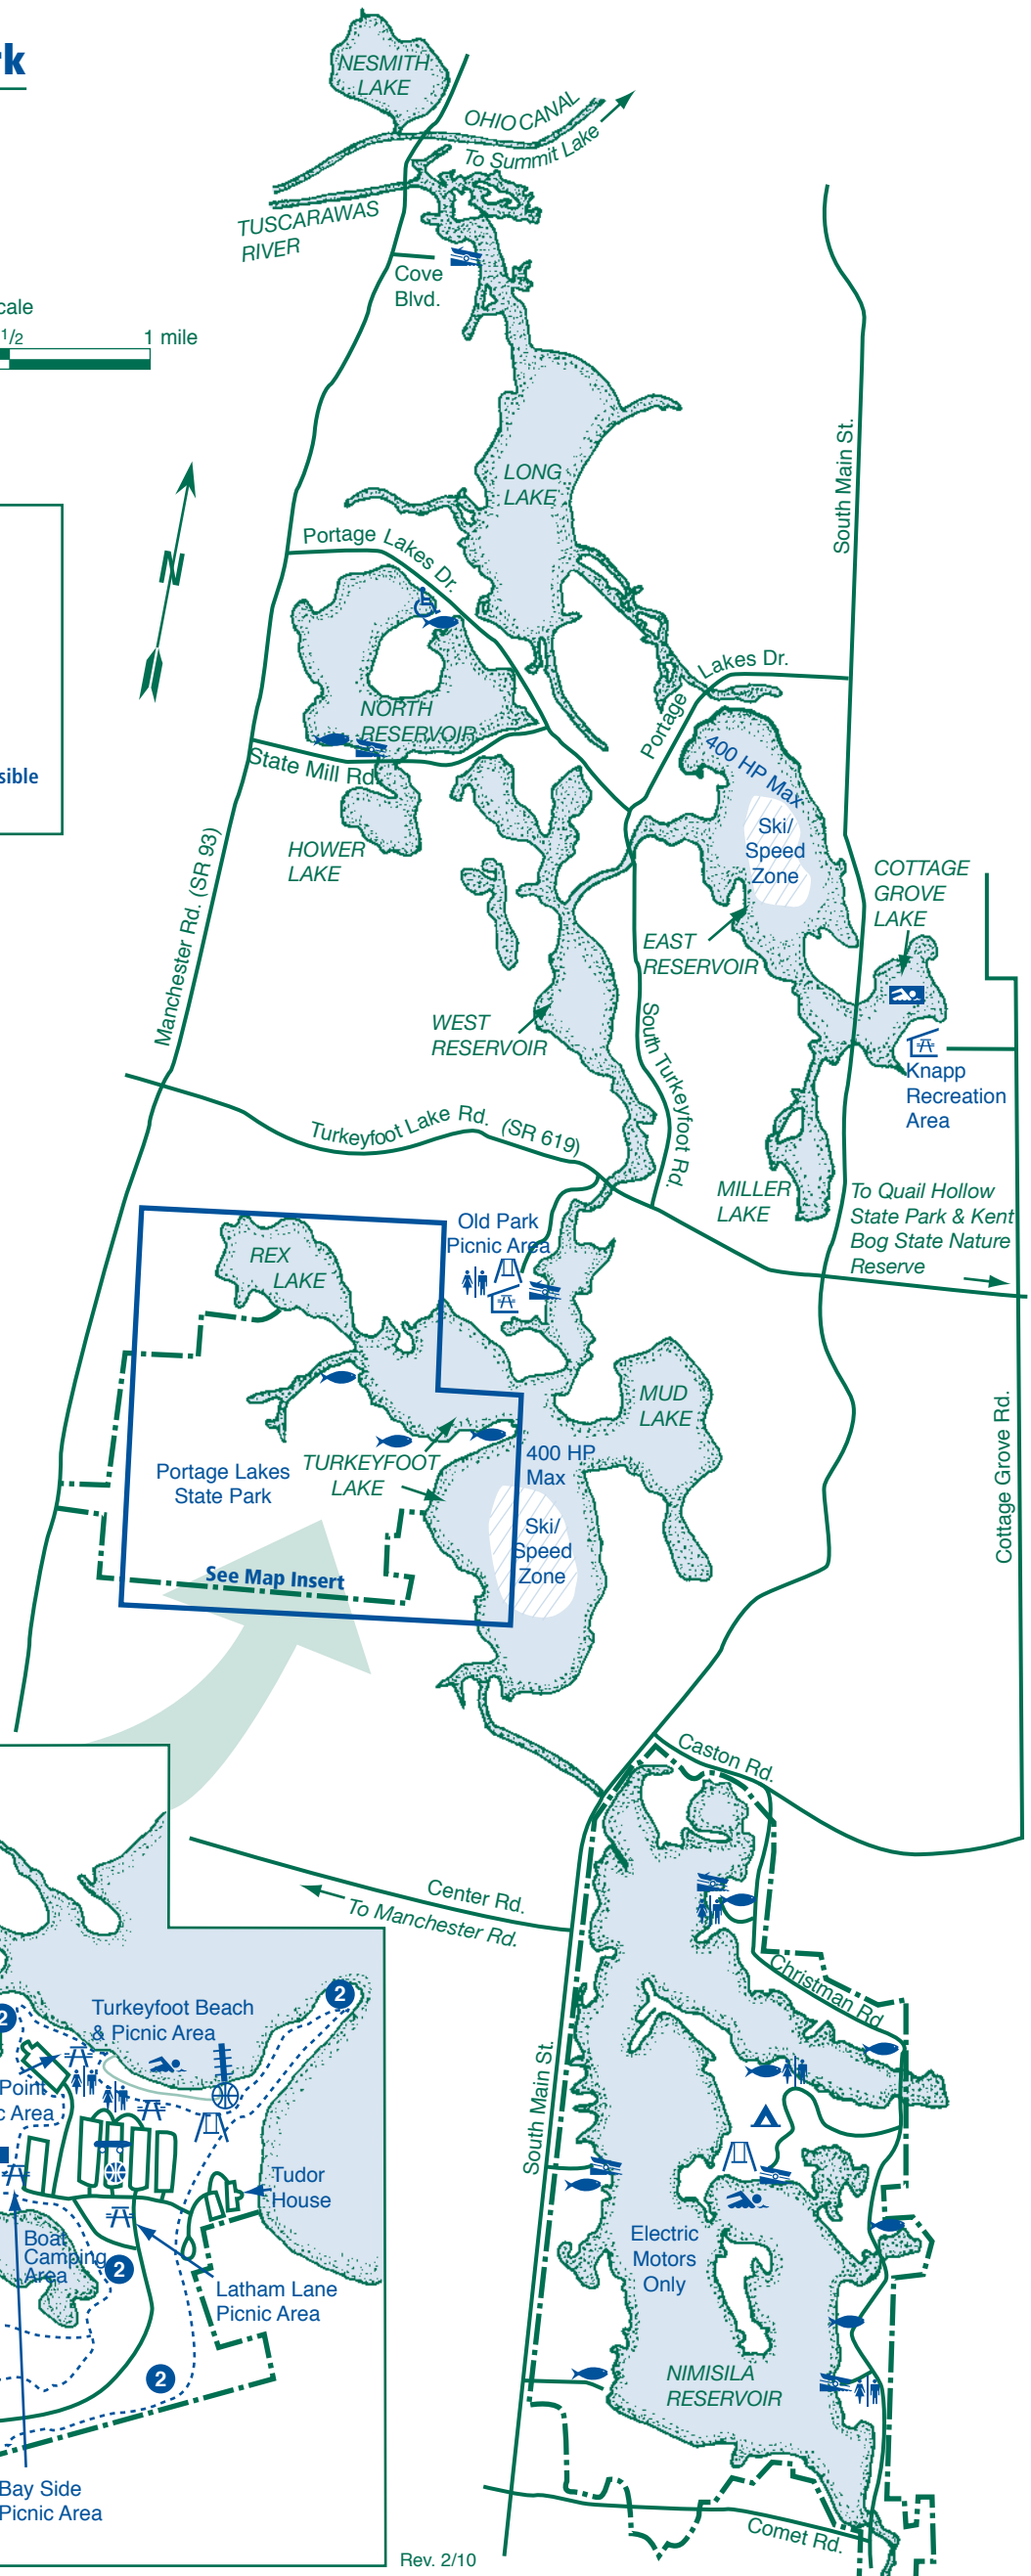 rk
NESMITH
LAKE
OHIO CANAL
To Summit Lake
TUSCARAWAS
RIVER
Cove
Blvd.
cale
1/2
1 mile
South Main St.
LONG
LAKE
N
Portage Lakes Dr.
Portage Lakes Dr.
NORTH
RESERVOIR
State Mill Rd.
sible
400 HP Max
Ski/
Speed
Zone
HOWER
LAKE
COTTAGE
GROVE
LAKE
Manchester Rd. (SR 93)
EAST
RESERVOIR
WEST
RESERVOIR
South Turkeyfoot Rd.
Knapp
Recreation
Area
Turkeyfoot Lake Rd. (SR 619)
MILLER
LAKE
To Quail Hollow
State Park & Kent
Bog State Nature
Reserve
Old Park
Picnic Area
REX
LAKE
MUD
LAKE
TURKEYFOOT
LAKE
400 HP
Max
Portage Lakes
State Park
Ski/
Speed
Zone
Cottage Grove Rd.
See Map Insert
Caston Rd.
Center Rd.
To Manchester Rd.
Christman Rd.
2
Turkeyfoot Beach
& Picnic Area
2
Point
c Area
South Main St.
Tudor
House
Boat
Camping
Area
2
Latham Lane
Picnic Area
Electric
Motors
Only
2
NIMISILA
RESERVOIR
Bay Side
Picnic Area
Comet Rd.
Rev. 2/10